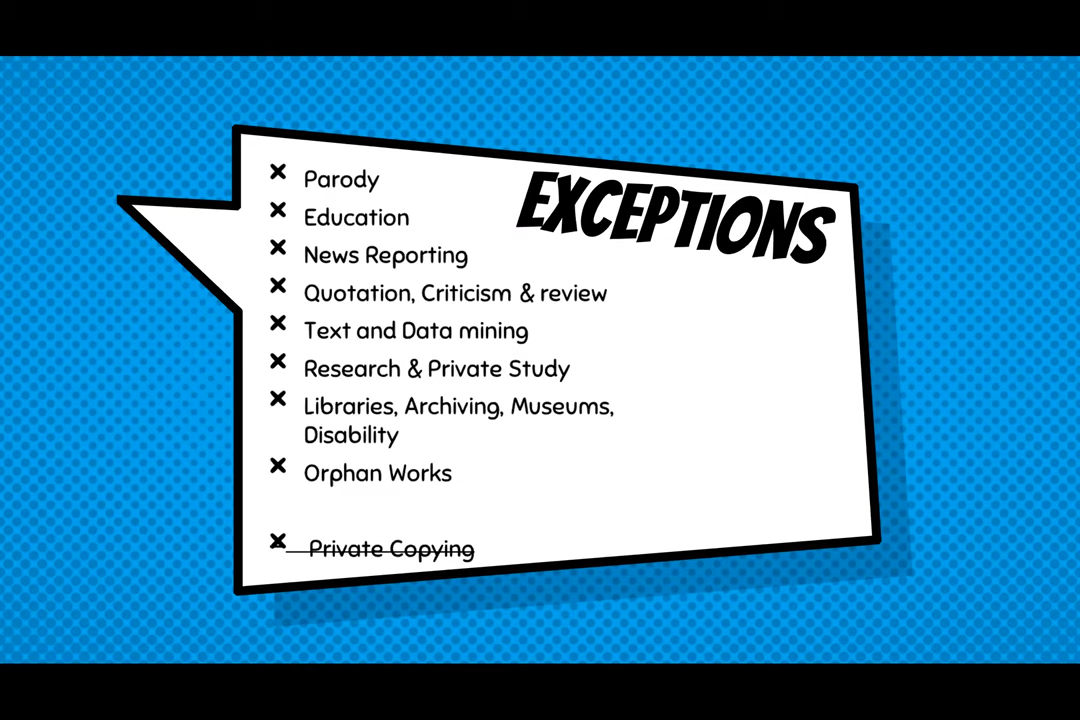 EXCEPTIONS
Parody
Education
News Reporting
Quotation, Criticism & review
Text and Data mining
Research & Private Study
Libraries, Archiving, Museums,
Disability
Orphan Works
Private Copying